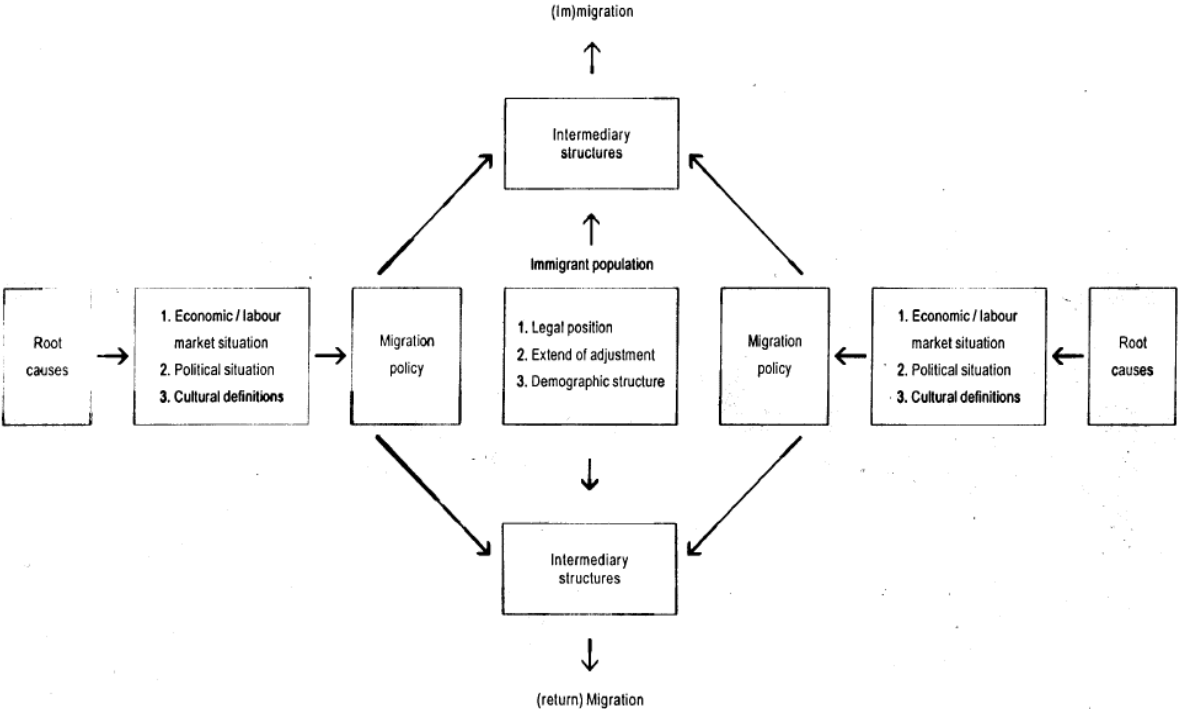 (Im)migration
Intermediary
structures
Immigrant population
Root
causes
1. Economic / labour
market situation
2. Political situation
3. Cultural definitions
Migration
policy
1. Legal position
2. Extend of adjustment
3. Demographic structure
Migration
policy
1. Economic / labour
market situation
2. Political situation
3. Cultural definitions
Root
causes
Intermediary
structures
(return) Migration